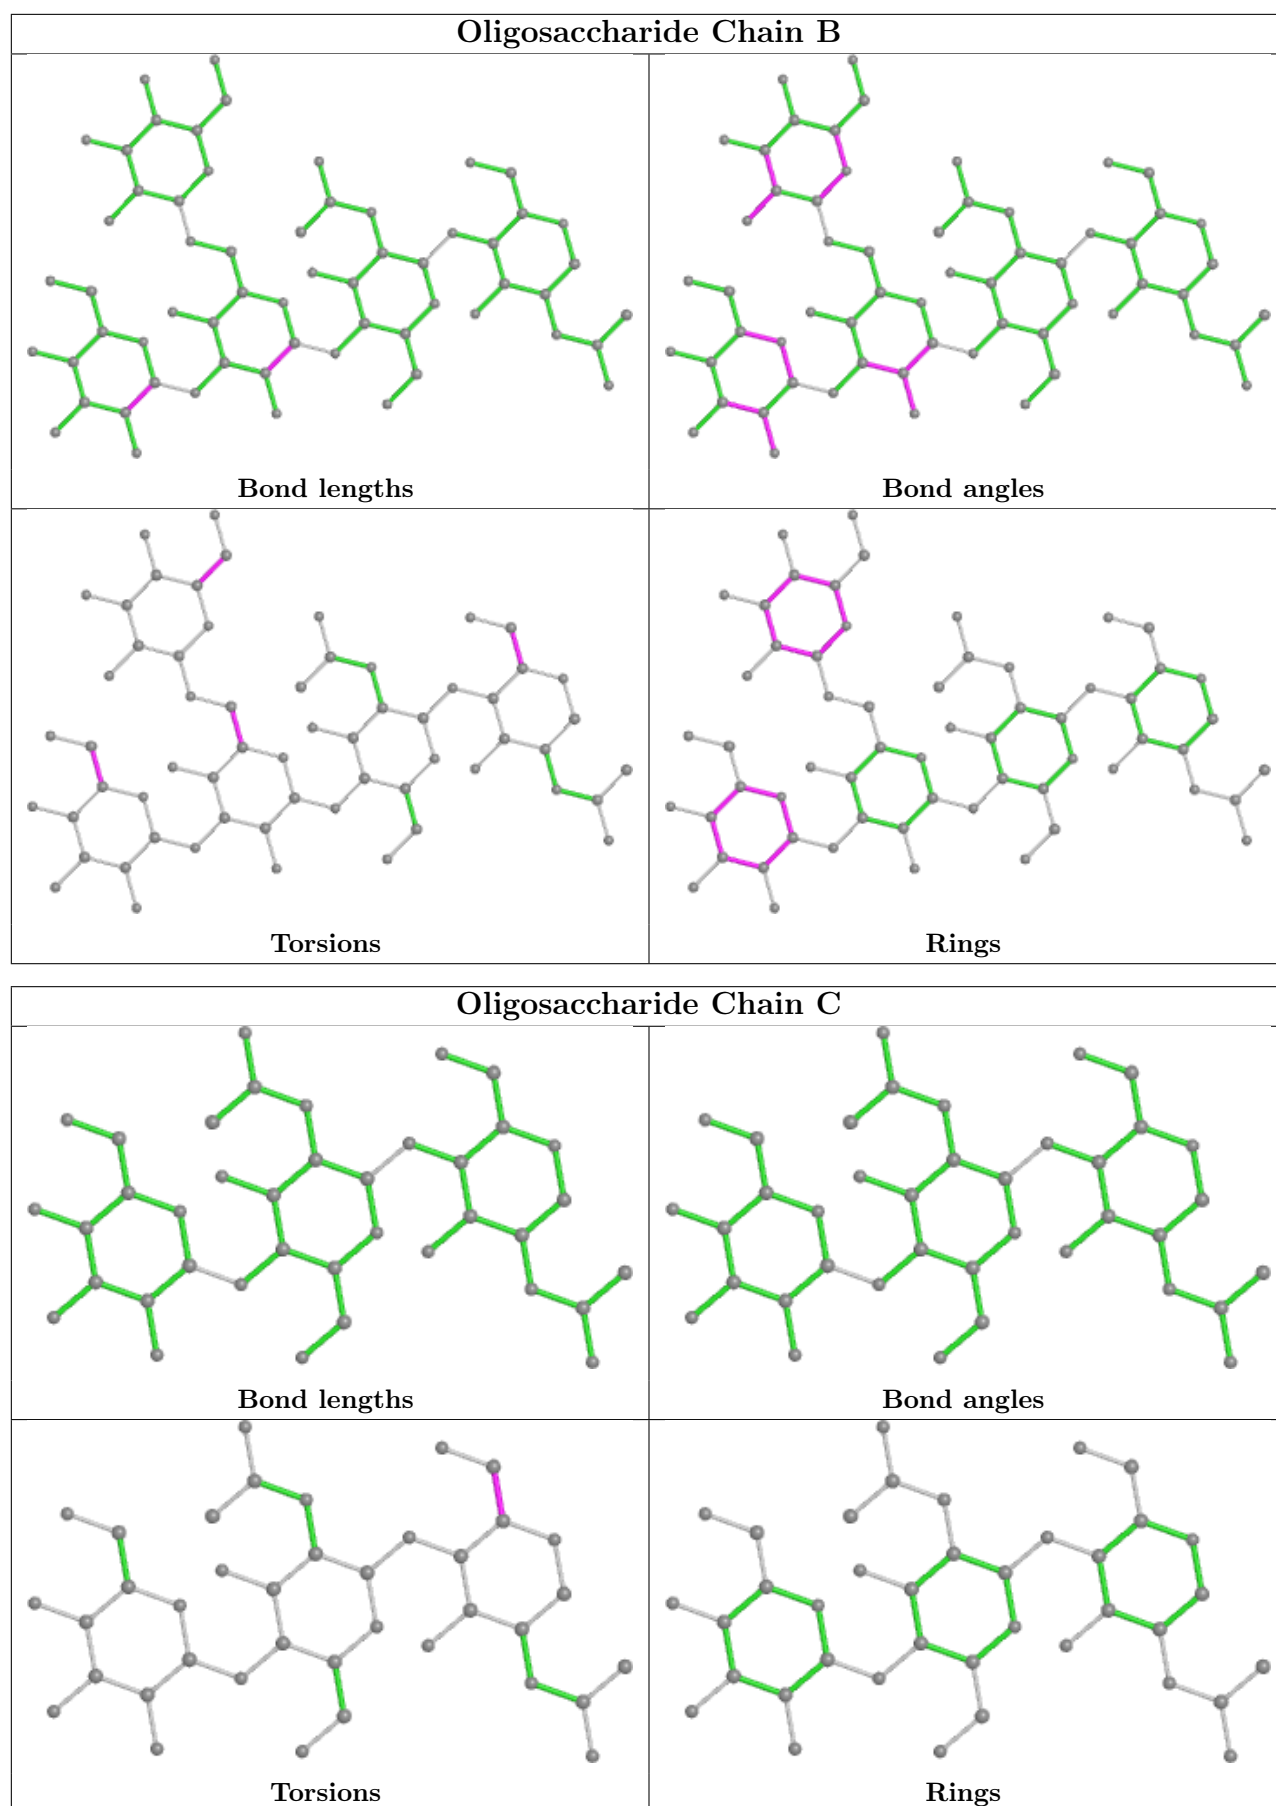 Oligosaccharide Chain B
Bond lengths
Bond angles
Torsions
Rings
Oligosaccharide Chain C
Bond lengths
Bond angles
Torsions
Rings